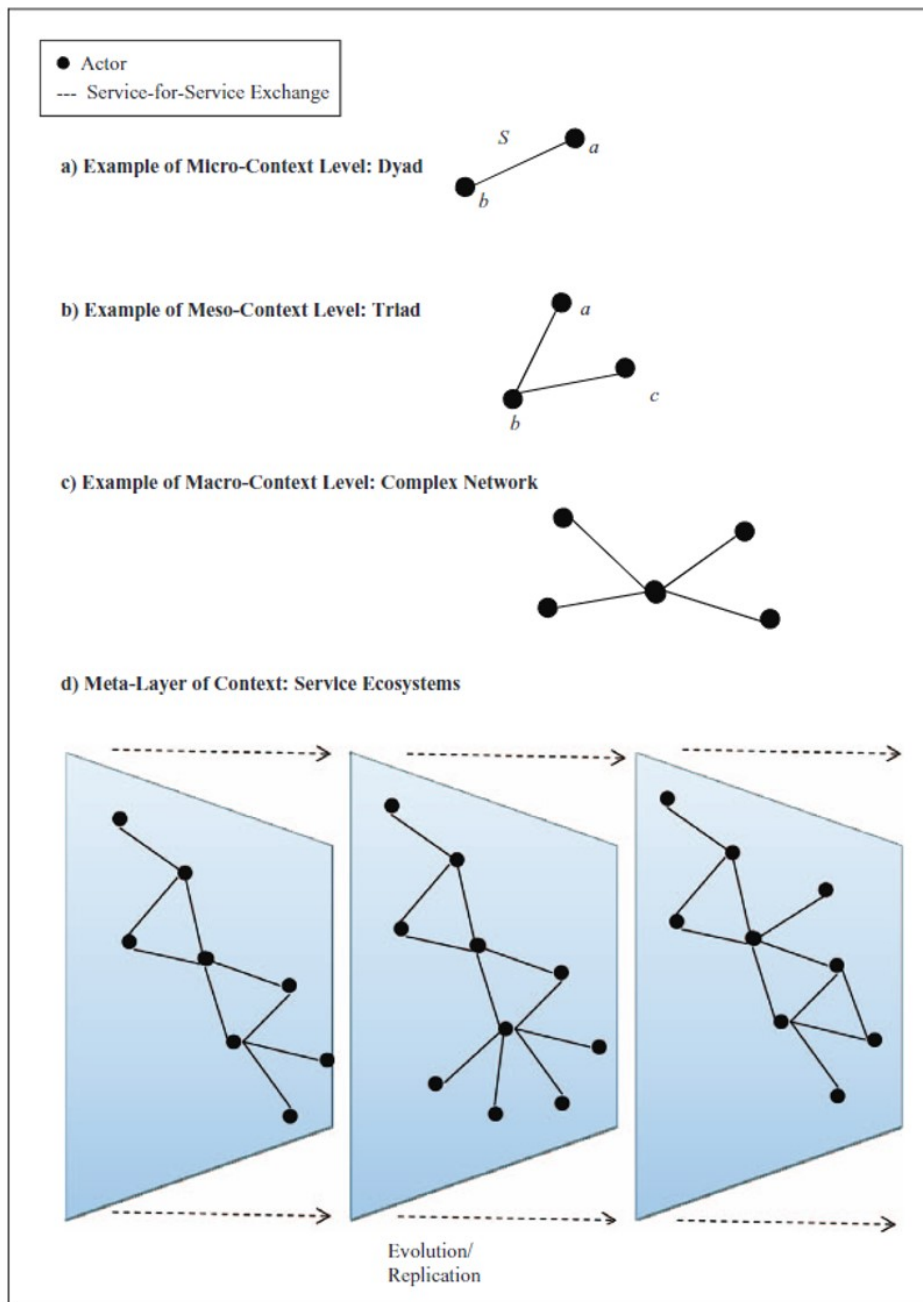 Actor
--- Service-for-Service Exchange
S
a
a) Example of Micro-Context Level: Dyad
b
b) Example of Meso-Context Level: Triad
a
c
b
c) Example of Macro-Context Level: Complex Network
d) Meta-Layer of Context: Service Ecosystems
Evolution/
Replication